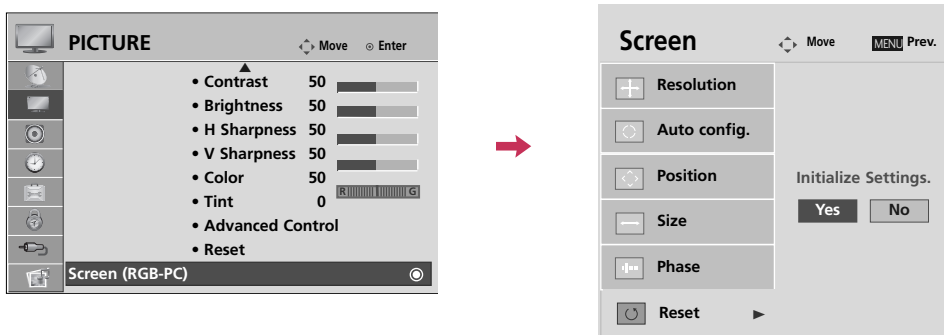 PICTURE Move Enter
• Contrast 50
• Brightness 50
• H Sharpness 50
• V Sharpness 50
• Color 50
• Tint 0 R G
• Advanced Control
• Reset
Screen (RGB-PC)
Screen Move MENU Prev.
Resolution
Auto config.
Position
Size
Phase
Reset
Initialize Settings.
Yes No